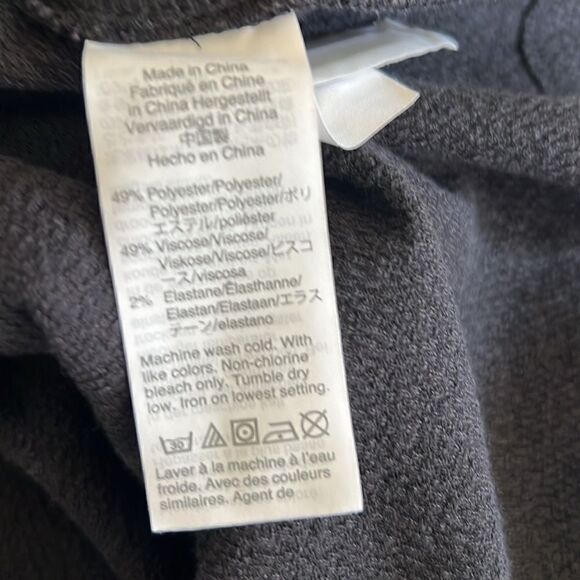 Made in China
Fabriqué en Chine
in China Hergestellt
Vervaardigd in China
中国製
Hecho en China
49% Polyester/Polyester/
Polyester/Polyester/ポリ
エステル/poliéster
49% Viscose/Viscose/
Viskose/Viscose/ビスコ
ース/viscosa
2% Elastane/Élasthanne/
Elastan/Elastaan/エラス
テーン/elastano
Machine wash cold. With
like colors. Non-chlorine
bleach only. Tumble dry
low. Iron on lowest setting.
30
Laver à la machine à l'eau
froide. Avec des couleurs
similaires. Agent de